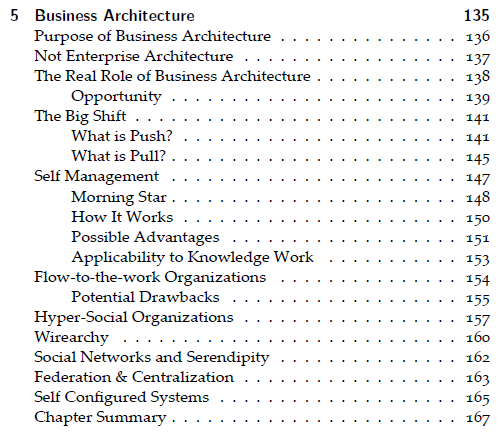 5 Business Architecture 135
Purpose of Business Architecture . . . . . . . . . . . . . . . 136
Not Enterprise Architecture . . . . . . . . . . . . . . . . . 137
The Real Role of Business Architecture . . . . . . . . . . . . 138
Opportunity . . . . . . . . . . . . . . . . . . . . . 139
The Big Shift . . . . . . . . . . . . . . . . . . . . . . . . 141
What is Push? . . . . . . . . . . . . . . . . . . . . 141
What is Pull? . . . . . . . . . . . . . . . . . . . . . 145
Self Management . . . . . . . . . . . . . . . . . . . . . 147
Morning Star . . . . . . . . . . . . . . . . . . . . . 148
How It Works . . . . . . . . . . . . . . . . . . . . 150
Possible Advantages . . . . . . . . . . . . . . . . . 151
Applicability to Knowledge Work . . . . . . . . . . . 153
Flow-to-the-work Organizations . . . . . . . . . . . . . . . 154
Potential Drawbacks . . . . . . . . . . . . . . . . . 155
Hyper-Social Organizations . . . . . . . . . . . . . . . . . 157
Wirearchy . . . . . . . . . . . . . . . . . . . . . . . . 160
Social Networks and Serendipity . . . . . . . . . . . . . . . 162
Federation & Centralization . . . . . . . . . . . . . . . . . 163
Self Configured Systems . . . . . . . . . . . . . . . . . . 165
Chapter Summary . . . . . . . . . . . . . . . . . . . . . 167